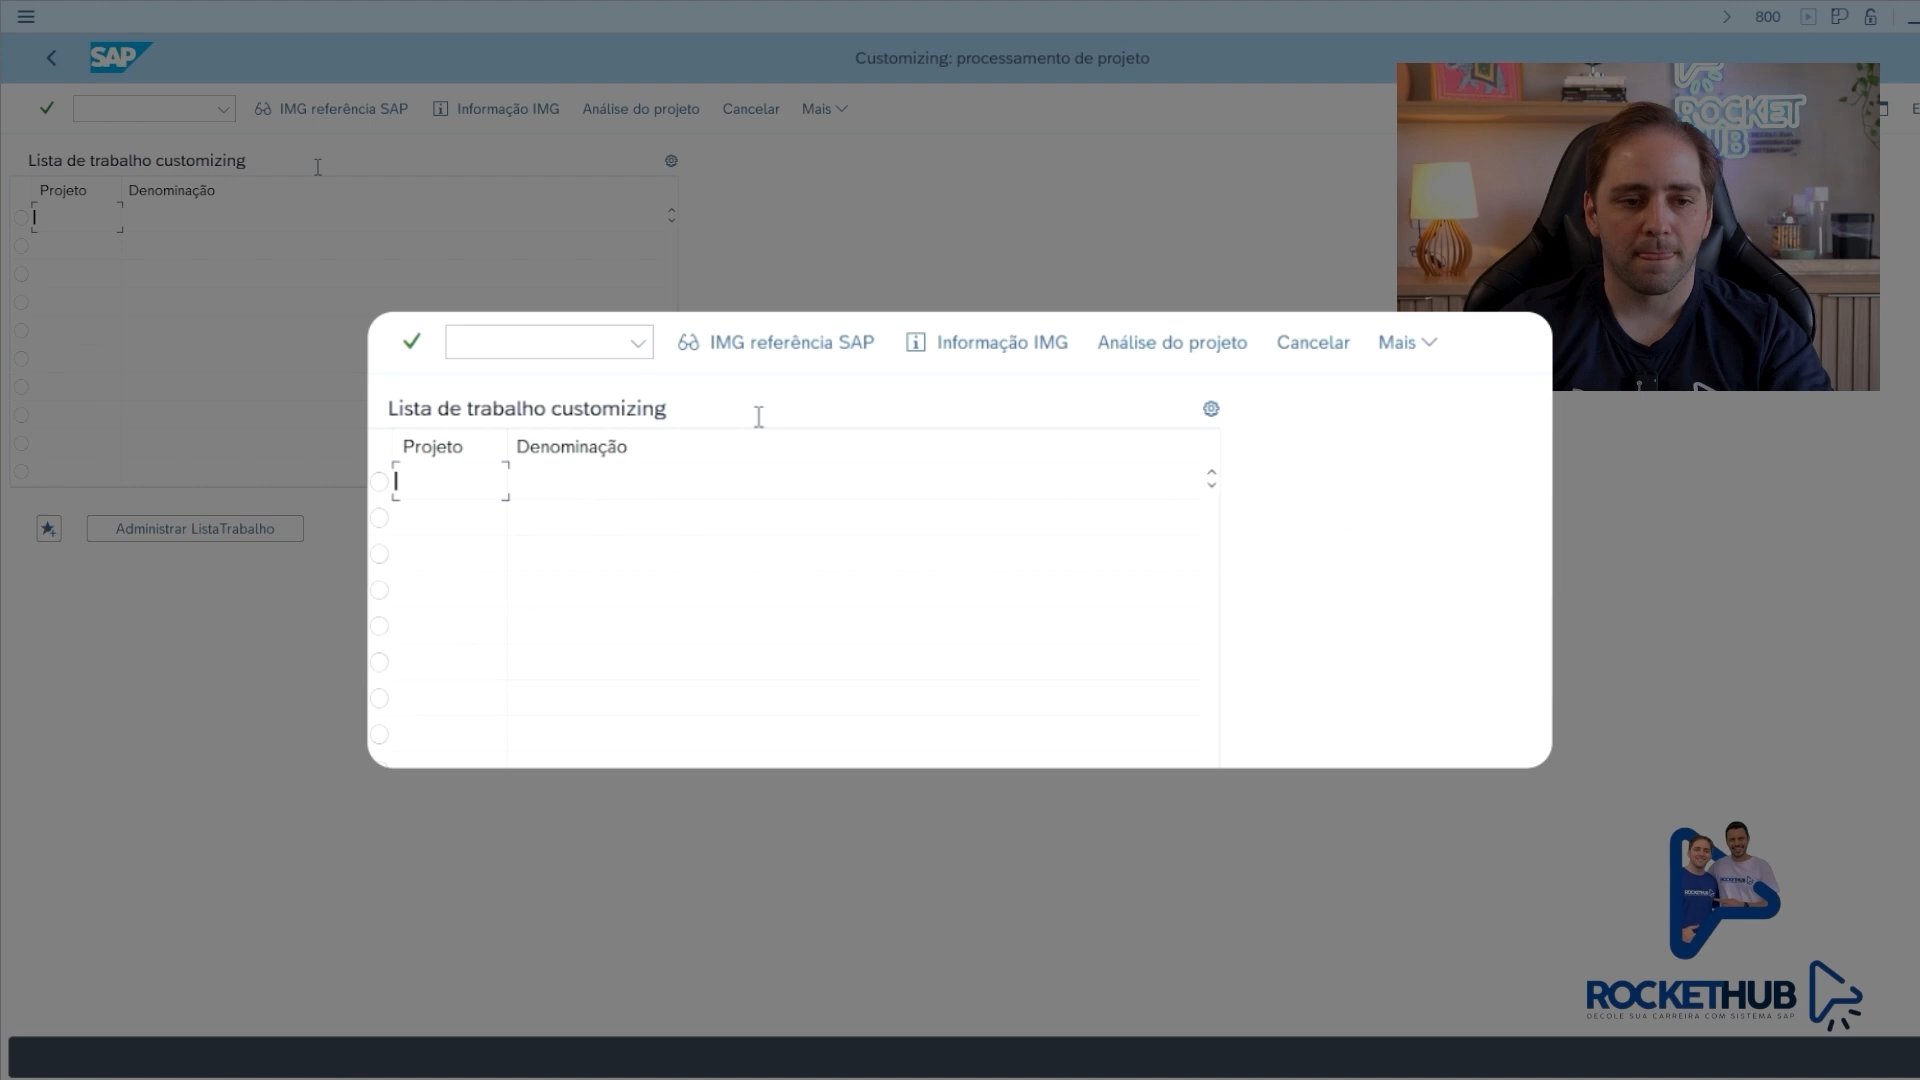 800
SAP
Customizing: processamento de projeto
IMG referência SAP
Informação IMG
Análise do projeto
Cancelar
Mais
E
ROCKET
HUB
Lista de trabalho customizing
Projeto
Denominação
IMG referência SAP
Informação IMG
Análise do projeto
Cancelar
Mais
Lista de trabalho customizing
Projeto
Denominação
Administrar ListaTrabalho
ROCKETHUB
ROCKETHUB
ROCKETHUB
DECOLE SUA CARREIRA COM SISTEMA SAP